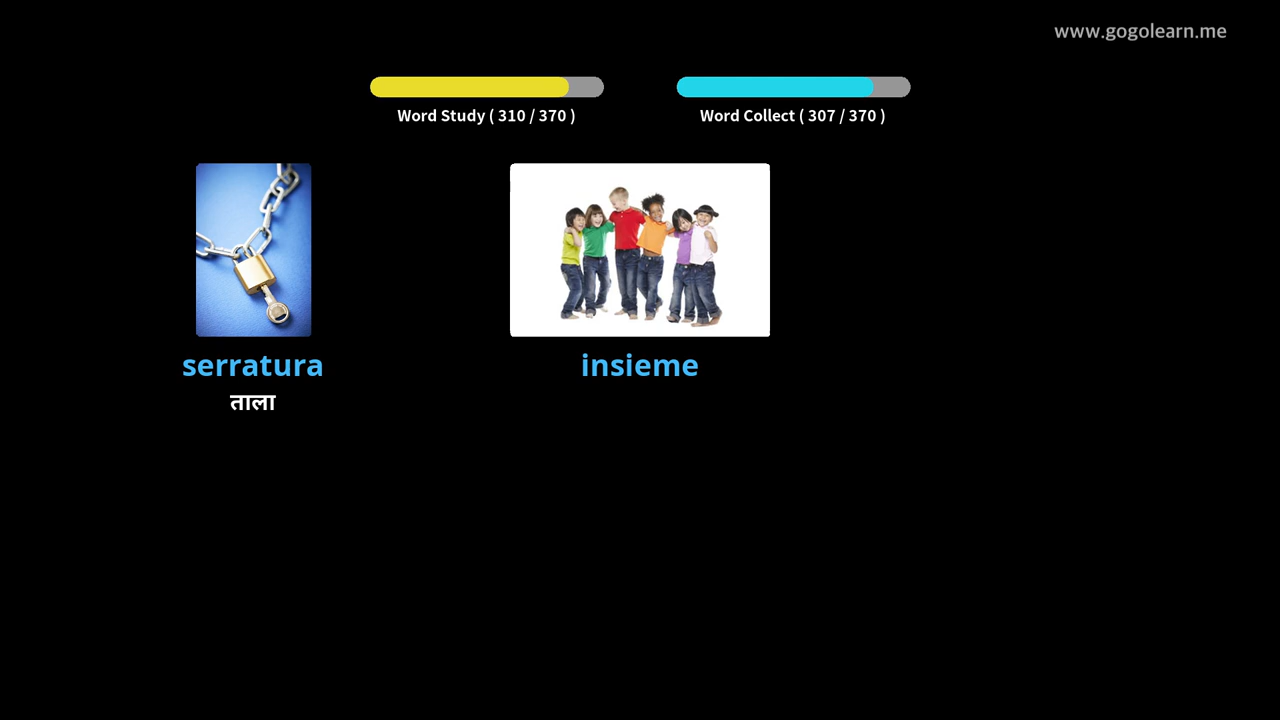 www.gogolearn.me
Word Study ( 310 / 370 )
Word Collect ( 307 / 370 )
serratura
ताला
insieme